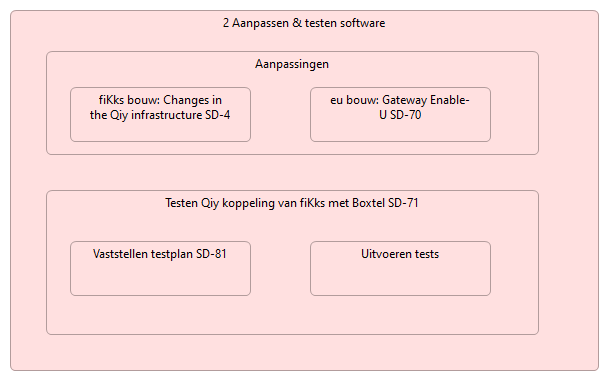 2 Aanpassen & testen software
Aanpassingen
fiKks bouw: Changes in
the Qiy infrastructure SD-4
eu bouw: Gateway Enable-
U SD-70
Testen Qiy koppeling van fiKks met Boxtel SD-71
Vaststellen testplan SD-81
Uitvoeren tests